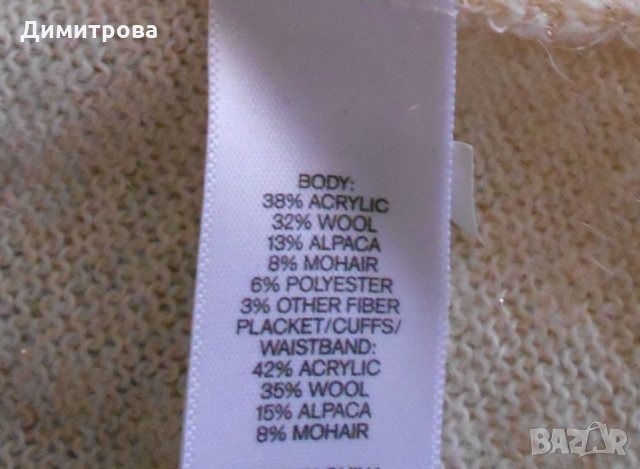 Димитрова
BODY:
38% ACRYLIC
32% WOOL
13% ALPACA
8% MOHAIR
6% POLYESTER
3% OTHER FIBER
PLACKET/CUFFS/
WAISTBAND:
42% ACRYLIC
35% WOOL
15% ALPACA
8% MOHAIR
BAZAR